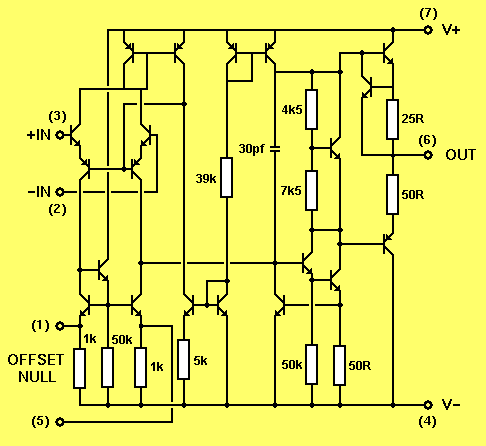 (7)
V+
(3)
+IN
4k5
25R
(6)
OUT
30pf
39k
7k5
50R
−IN
(2)
(1)
1k
50k
1k
5k
50k
50R
OFFSET
NULL
(5)
V−
(4)